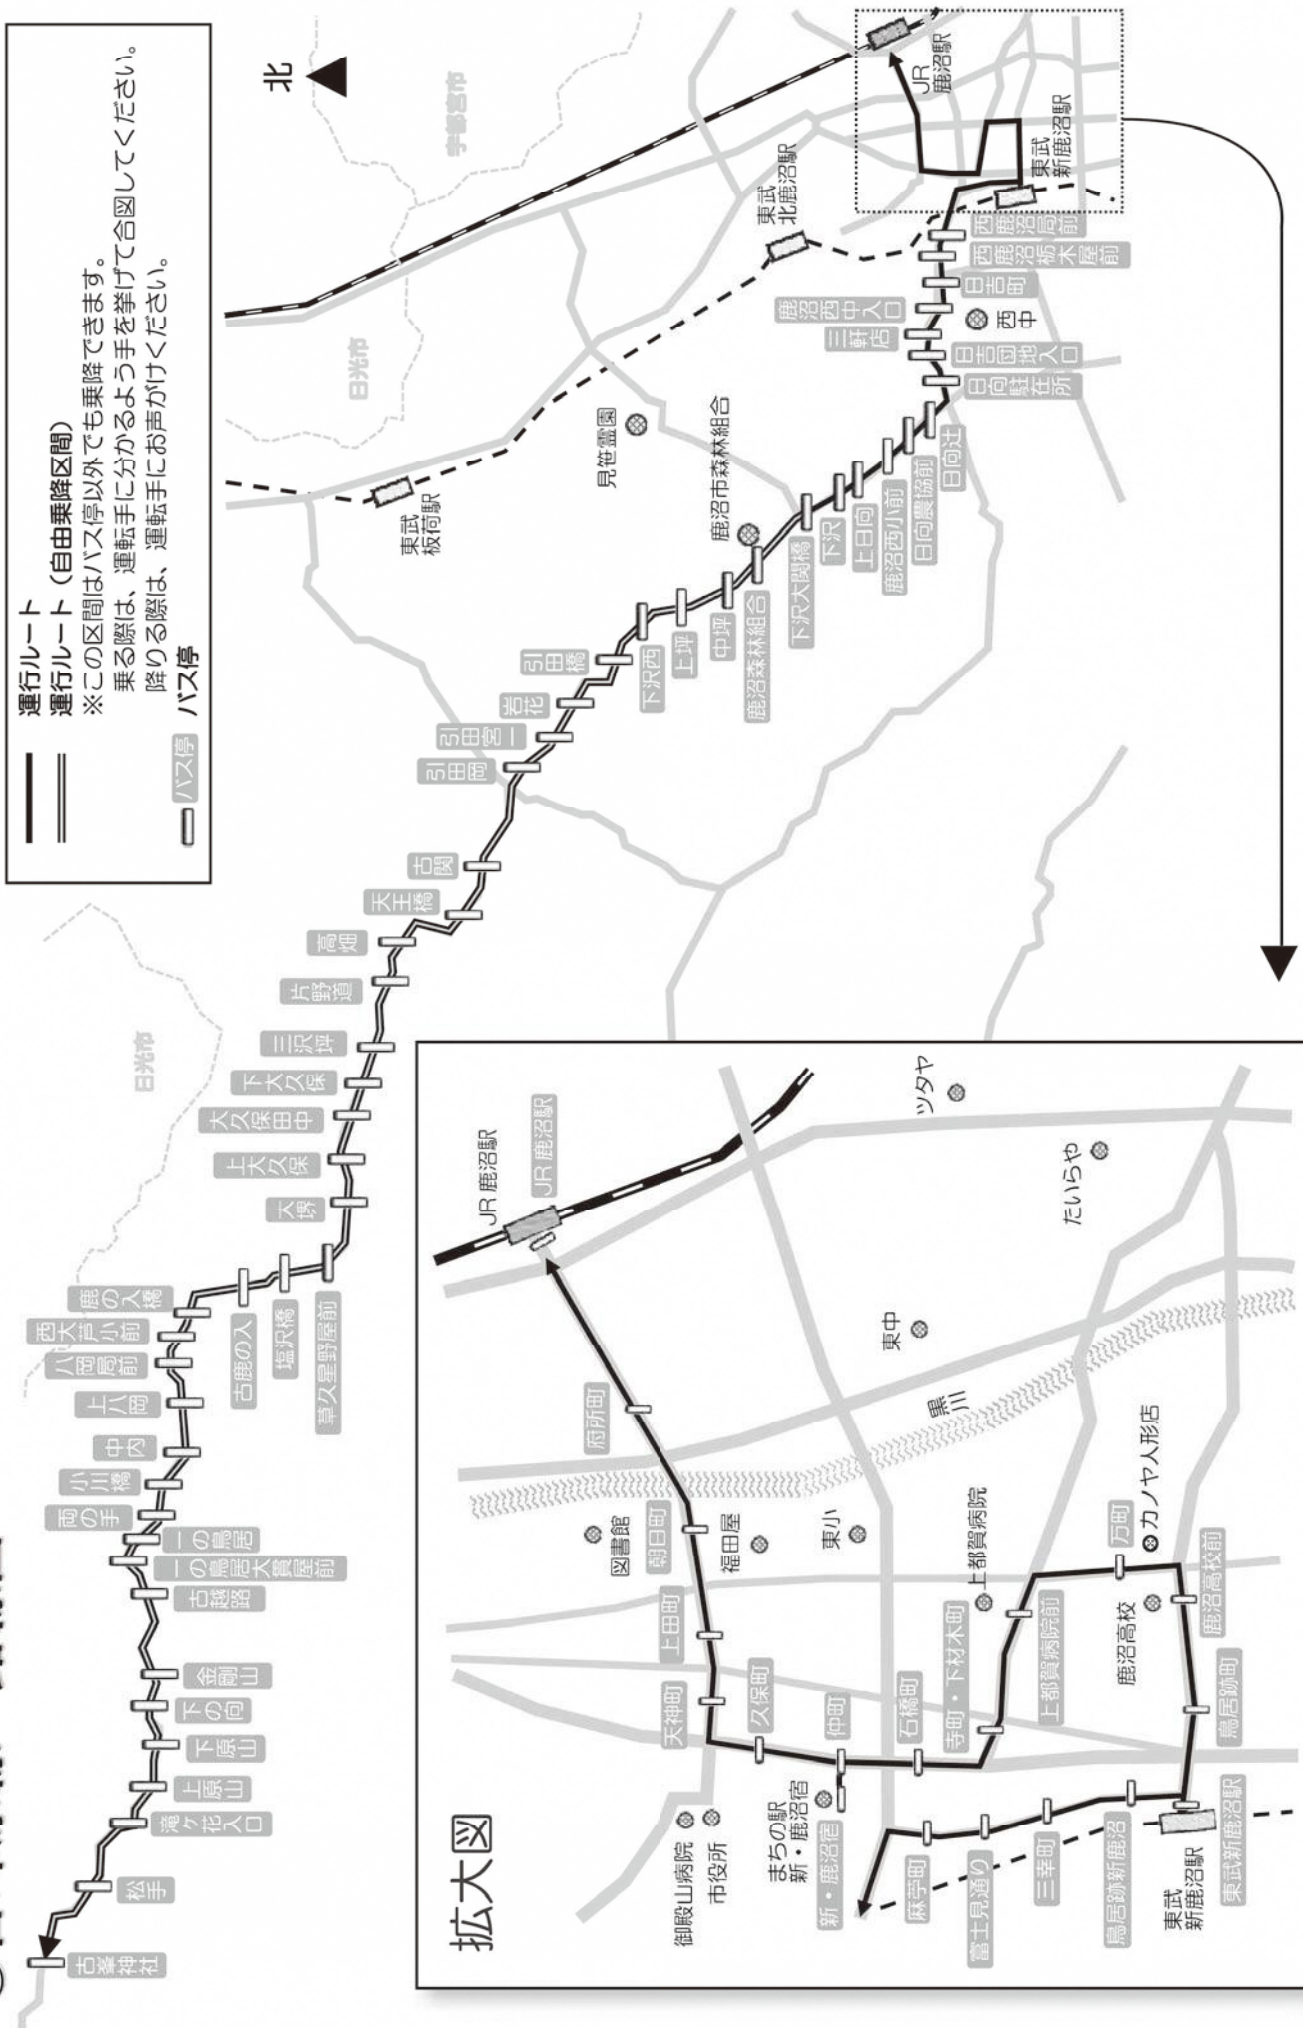 運行ルート
運行ルート（自由乗降区間）
※この区間はバス停以外でも乗降できます。
乗る際は、運転手に分かるよう手を挙げて合図してください。
降りる際は、運転手にお声がけください。
バス停
バス停
北
宇都宮市
日光市
日光市
古峯神社
松手
滝ヶ花入口
上原山
下原山
下の向
金剛山
古越路
一の鳥居大貫屋前
一の鳥居
両の手
小川橋
中内
上八岡
八岡局前
西大芦小前
鹿の入橋
古鹿の入
塩沢橋
草久星野屋前
大堺
上大久保
大久保田中
下大久保
三沢坪
片野道
高畑
天王橋
古関
引田岡
引田宮一
岩花
引田橋
下沢西
上坪
中坪
鹿沼森林組合
鹿沼市森林組合
見笹霊園
下沢大関橋
下沢
上日向
鹿沼西小前
日向農協前
日向辻
日向駐在所
日吉団地入口
三軒店
鹿沼西中入口
西中
日吉町
西鹿沼栃木屋前
西鹿沼局前
東武
板荷駅
東武
北鹿沼駅
東武
新鹿沼駅
JR
鹿沼駅
拡大図
JR 鹿沼駅
JR 鹿沼駅
府所町
図書館
朝日町
福田屋
東小
東中
黒川
ツタヤ
たいらや
上田町
天神町
久保町
仲町
石橋町
寺町・下材木町
上都賀病院
上都賀病院前
万町
カノヤ人形店
鹿沼高校
鹿沼高校前
鳥居跡町
御殿山病院
市役所
まちの駅
新・鹿沼宿
新・鹿沼宿
麻苧町
富士見通り
三幸町
鳥居跡新鹿沼
東武
新鹿沼駅
東武新鹿沼駅